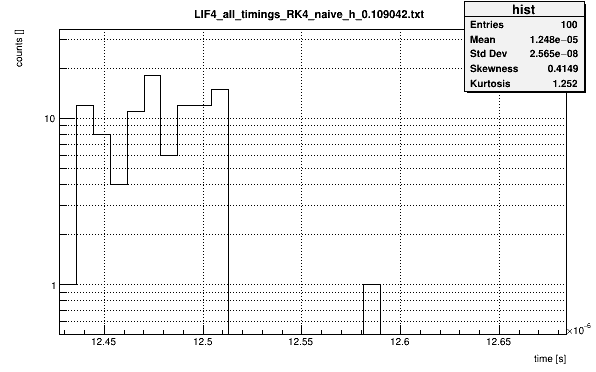 LIF4_all_timings_RK4_naive_h_0.109042.txt
hist
Entries 100
Mean 1.248e−05
Std Dev 2.565e−08
Skewness 0.4149
Kurtosis 1.252
counts []
10
1
12.45 12.5 12.55 12.6 12.65
×10⁻⁶
time [s]